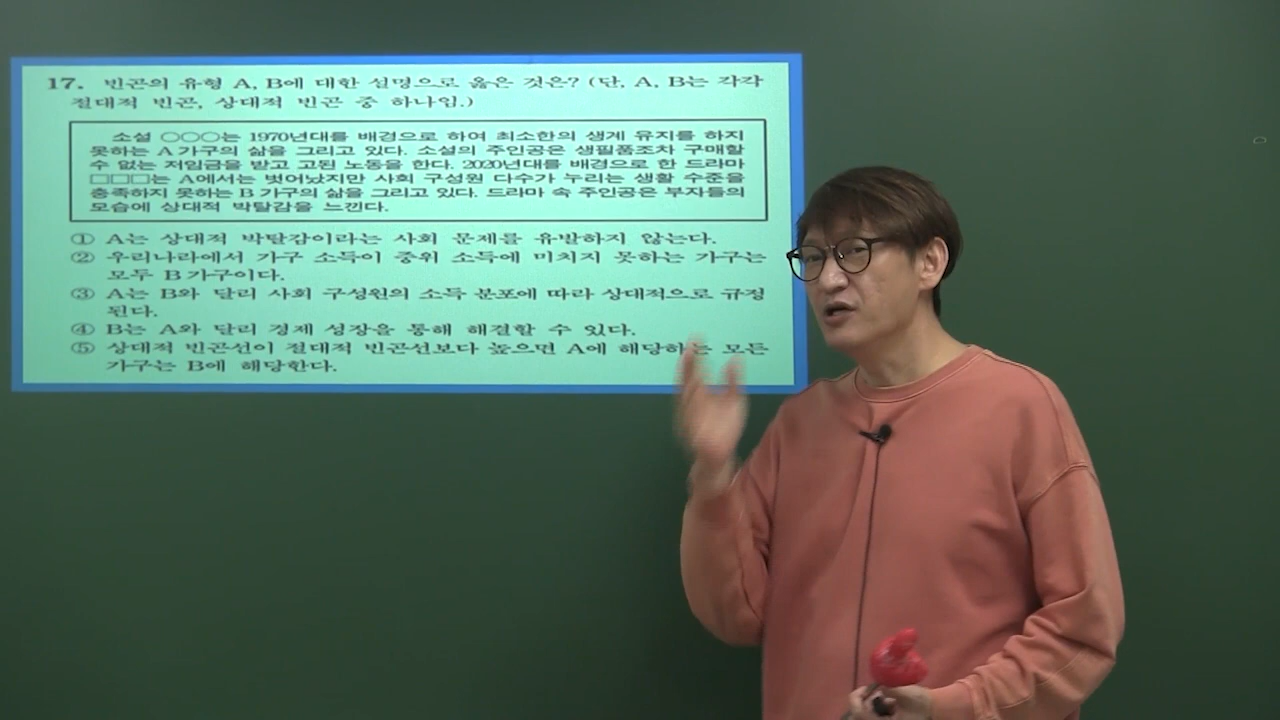 17. 빈곤의 유형 A, B에 대한 설명으로 옳은 것은? (단, A, B는 각각
절대적 빈곤, 상대적 빈곤 중 하나임.)
소설 ○○○는 1970년대를 배경으로 하여 최소한의 생계 유지를 하지
못하는 A 가구의 삶을 그리고 있다. 소설의 주인공은 생필품조차 구매할
수 없는 저임금을 받고 고된 노동을 한다. 2020년대를 배경으로 한 드라마
□□□는 A에서는 벗어났지만 사회 구성원 다수가 누리는 생활 수준을
충족하지 못하는 B 가구의 삶을 그리고 있다. 드라마 속 주인공은 부자들의
모습에 상대적 박탈감을 느낀다.
① A는 상대적 박탈감이라는 사회 문제를 유발하지 않는다.
② 우리나라에서 가구 소득이 중위 소득에 미치지 못하는 가구는
모두 B 가구이다.
③ A는 B와 달리 사회 구성원의 소득 분포에 따라 상대적으로 규정
된다.
④ B는 A와 달리 경제 성장을 통해 해결할 수 있다.
⑤ 상대적 빈곤선이 절대적 빈곤선보다 높으면 A에 해당하는 모든
가구는 B에 해당한다.